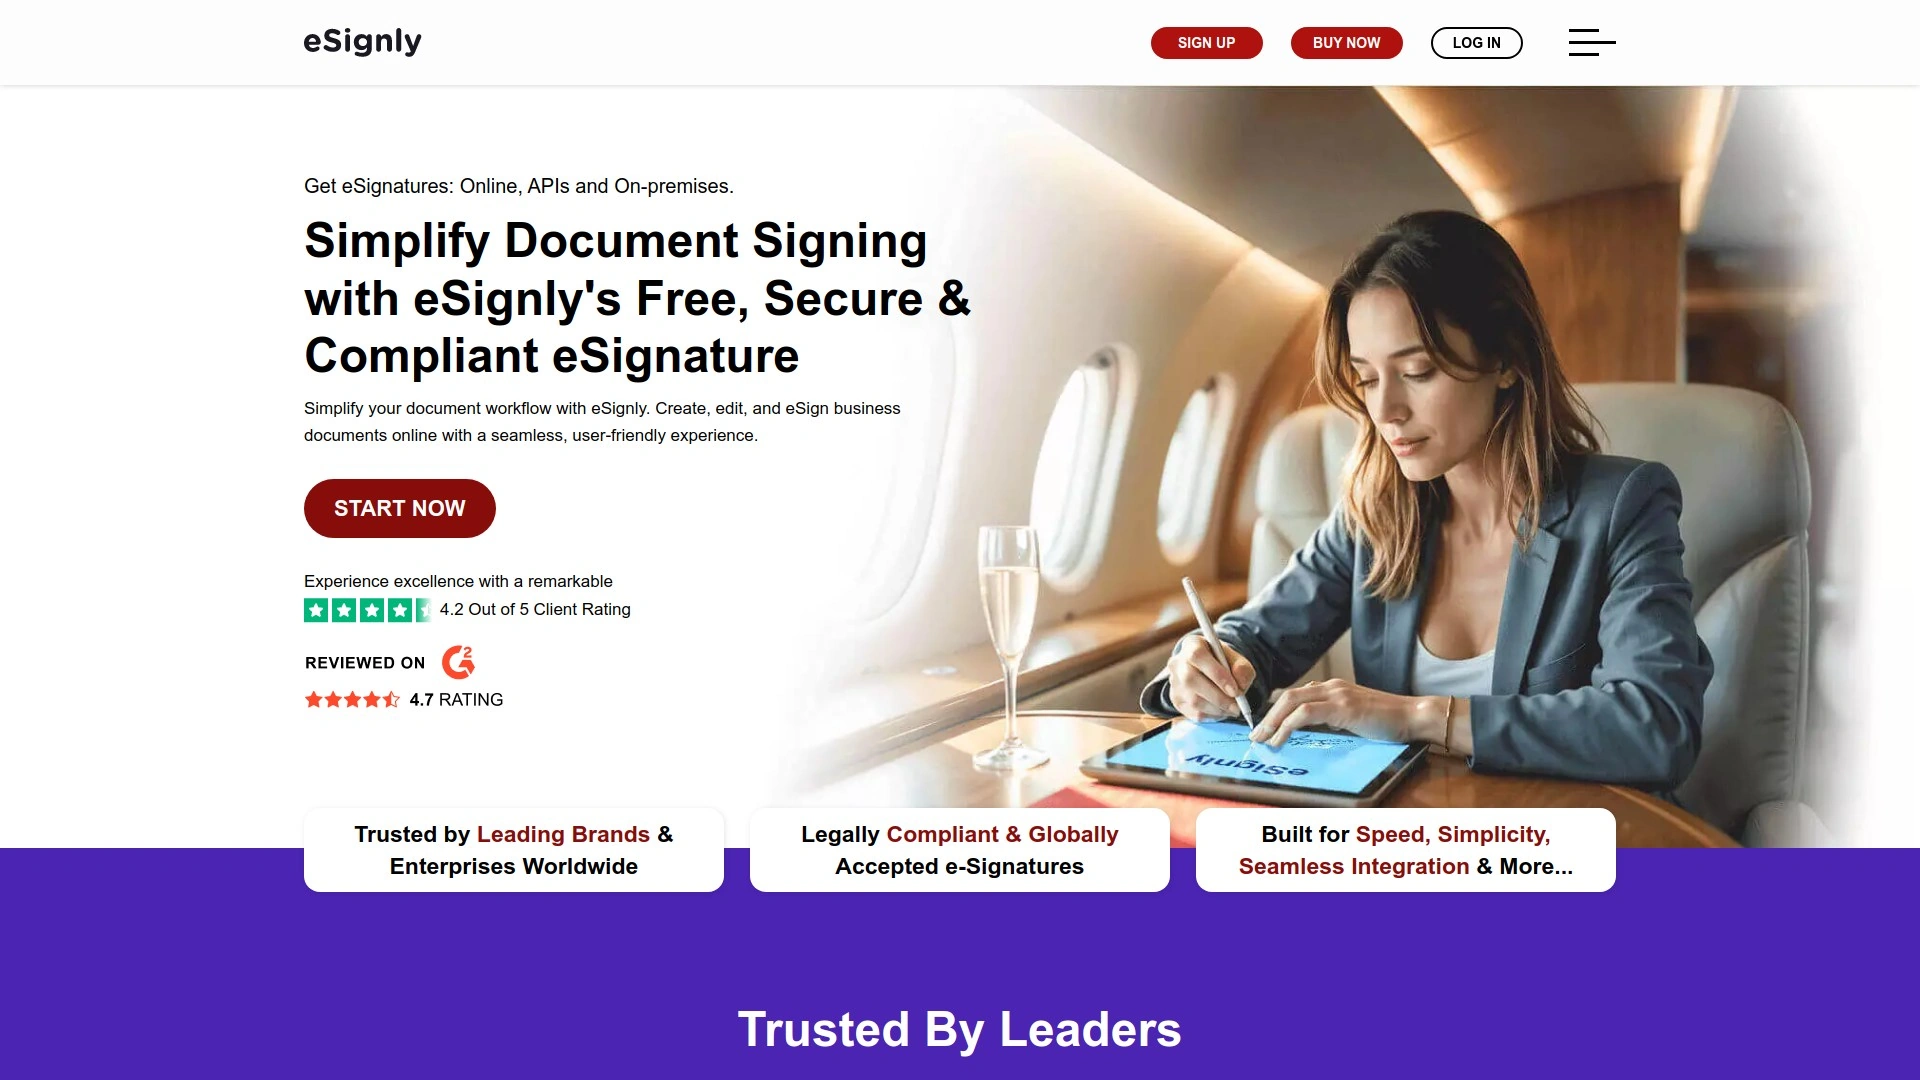 eSignly
SIGN UP
BUY NOW
LOG IN
Get eSignatures: Online, APIs and On-premises.
Simplify Document Signing
with eSignly's Free, Secure &
Compliant eSignature
Simplify your document workflow with eSignly. Create, edit, and eSign business
documents online with a seamless, user-friendly experience.
START NOW
Experience excellence with a remarkable
4.2 Out of 5 Client Rating
REVIEWED ON G2
4.7 RATING
eSignly
Trusted by Leading Brands &
Enterprises Worldwide
Legally Compliant & Globally
Accepted e-Signatures
Built for Speed, Simplicity,
Seamless Integration & More...
Trusted By Leaders